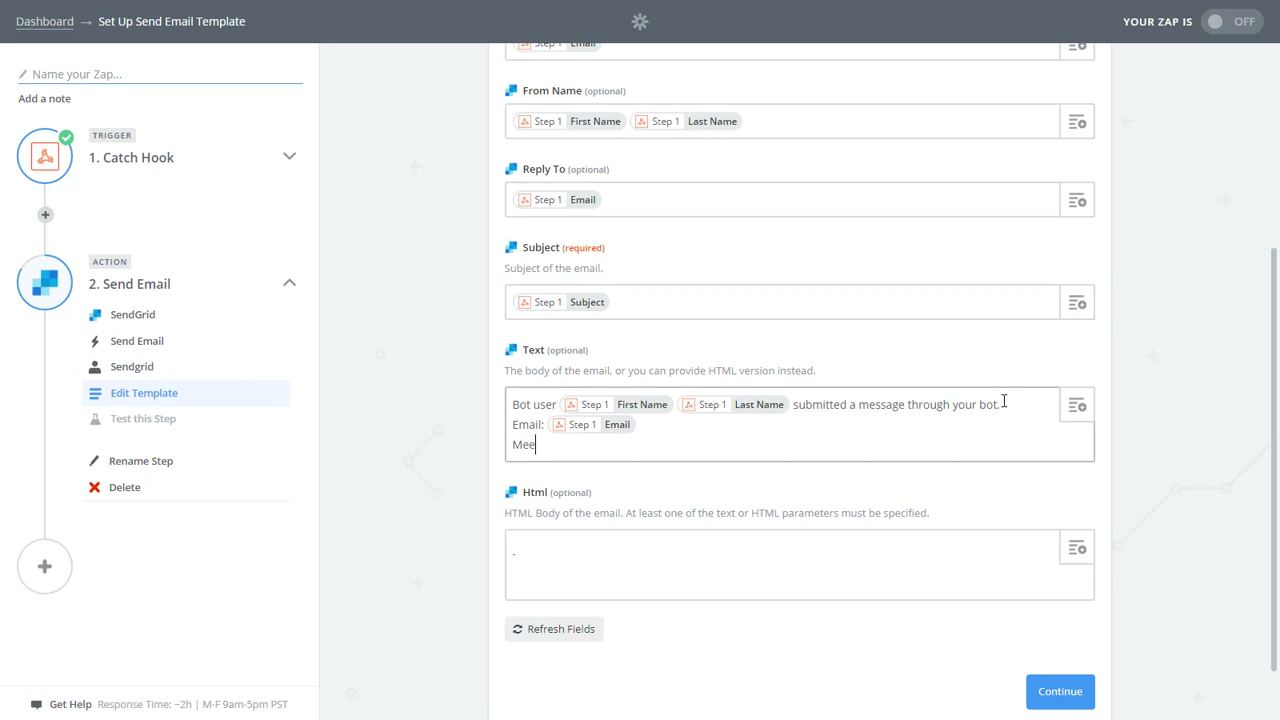 Dashboard → Set Up Send Email Template
YOUR ZAP IS OFF
Name your Zap...
Add a note
TRIGGER
1. Catch Hook
ACTION
2. Send Email
SendGrid
Send Email
Sendgrid
Edit Template
Test this Step
Rename Step
Delete
Get Help Response Time: ~2h | M-F 9am-5pm PST
Step 1 Email
From Name (optional)
Step 1 First Name Step 1 Last Name
Reply To (optional)
Step 1 Email
Subject (required)
Subject of the email.
Step 1 Subject
Text (optional)
The body of the email, or you can provide HTML version instead.
Bot user Step 1 First Name Step 1 Last Name submitted a message through your bot.
Email: Step 1 Email
Mee
Html (optional)
HTML Body of the email. At least one of the text or HTML parameters must be specified.
.
Refresh Fields
Continue